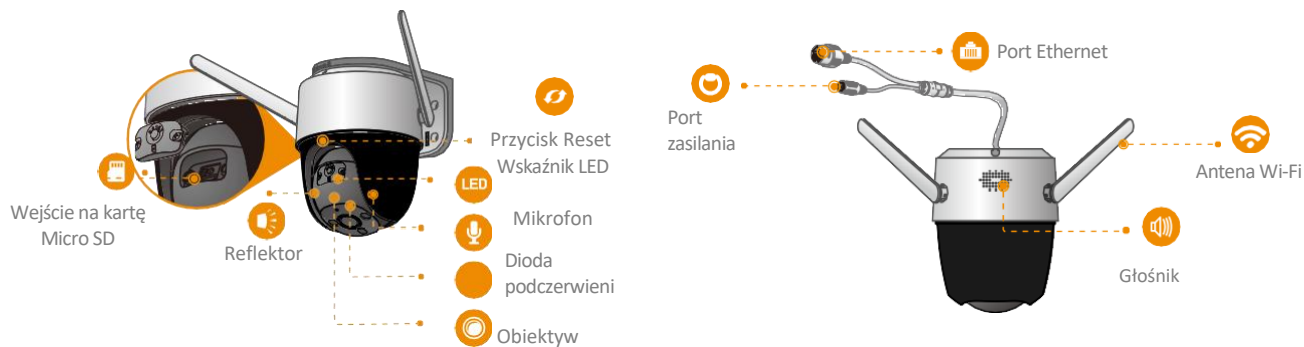 Przycisk Reset
Wskaźnik LED
LED
Mikrofon
Dioda
podczerwieni
Obiektyw
Wejście na kartę
Micro SD
Reflektor
Port Ethernet
Port
zasilania
Antena Wi-Fi
Głośnik